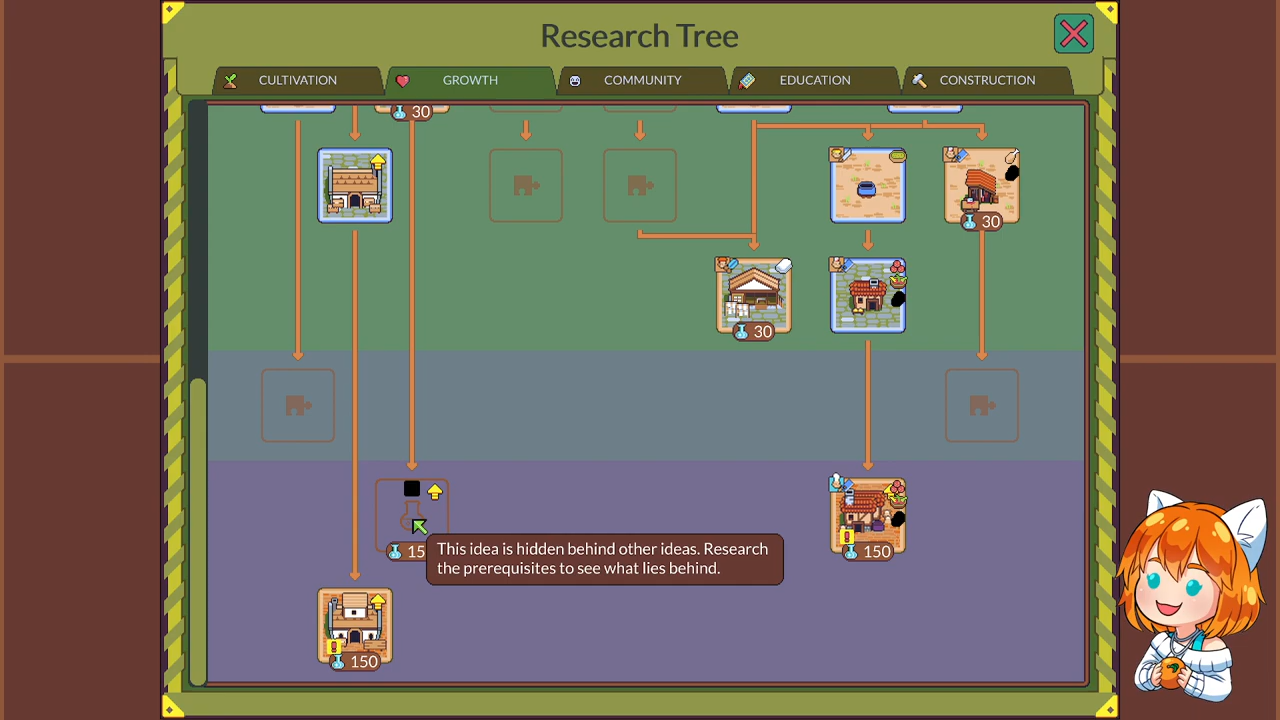 Research Tree
CULTIVATION
GROWTH
COMMUNITY
EDUCATION
CONSTRUCTION
30
30
30
15
This idea is hidden behind other ideas. Research
the prerequisites to see what lies behind.
150
150